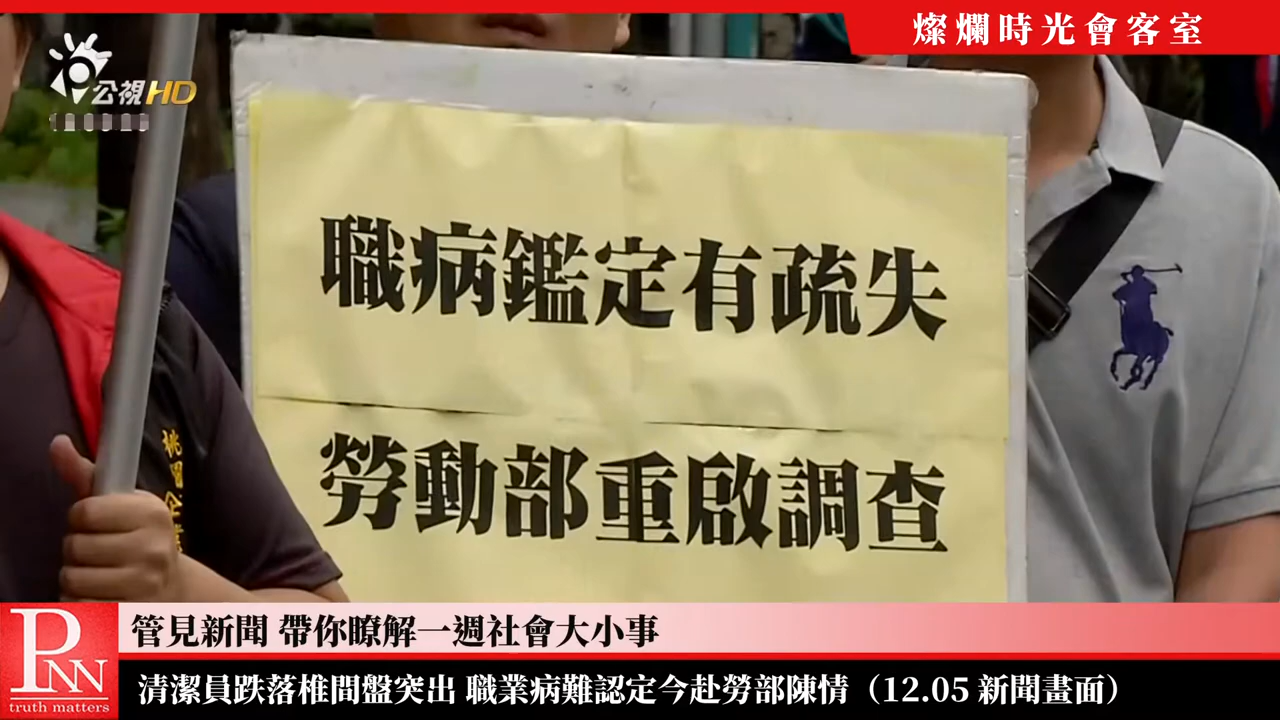 燦爛時光會客室
公視HD
職病鑑定有疏失
勞動部重啟調查
桃園
PNN
truth matters
管見新聞 帶你瞭解一週社會大小事
清潔員跌落椎間盤突出 職業病難認定今赴勞部陳情（12.05 新聞畫面）